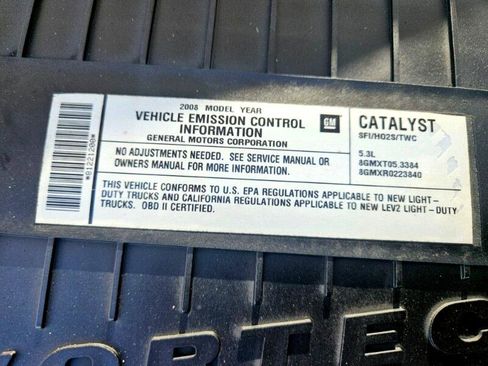 2008 MODEL YEAR
VEHICLE EMISSION CONTROL
INFORMATION
GENERAL MOTORS CORPORATION
GM
CATALYST
SFI/HO2S/TWC
NO ADJUSTMENTS NEEDED. SEE SERVICE MANUAL OR
OWNERS MANUAL FOR MORE INFORMATION.
5.3L
8GMXT05.3384
8GMXR0223840
THIS VEHICLE CONFORMS TO U.S. EPA REGULATIONS APPLICABLE TO NEW LIGHT-
DUTY TRUCKS AND CALIFORNIA REGULATIONS APPLICABLE TO NEW LEV2 LIGHT-DUTY
TRUCKS. OBD II CERTIFIED.
*81221200*
ORTEC